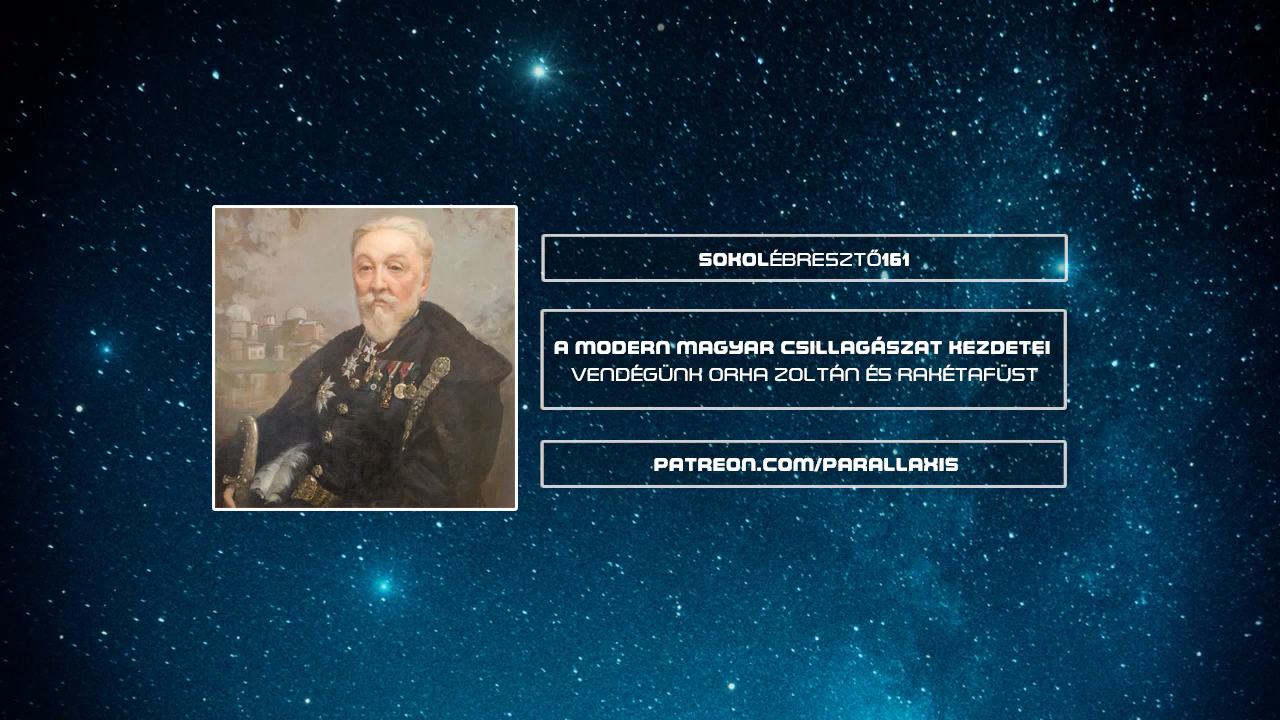 SOKOLÉBRESZTŐ161
A MODERN MAGYAR CSILLAGÁSZAT KEZDETEI
VENDÉGÜNK ORHA ZOLTÁN ÉS RAKÉTAFÜST
PATREON.COM/PARALLAXIS